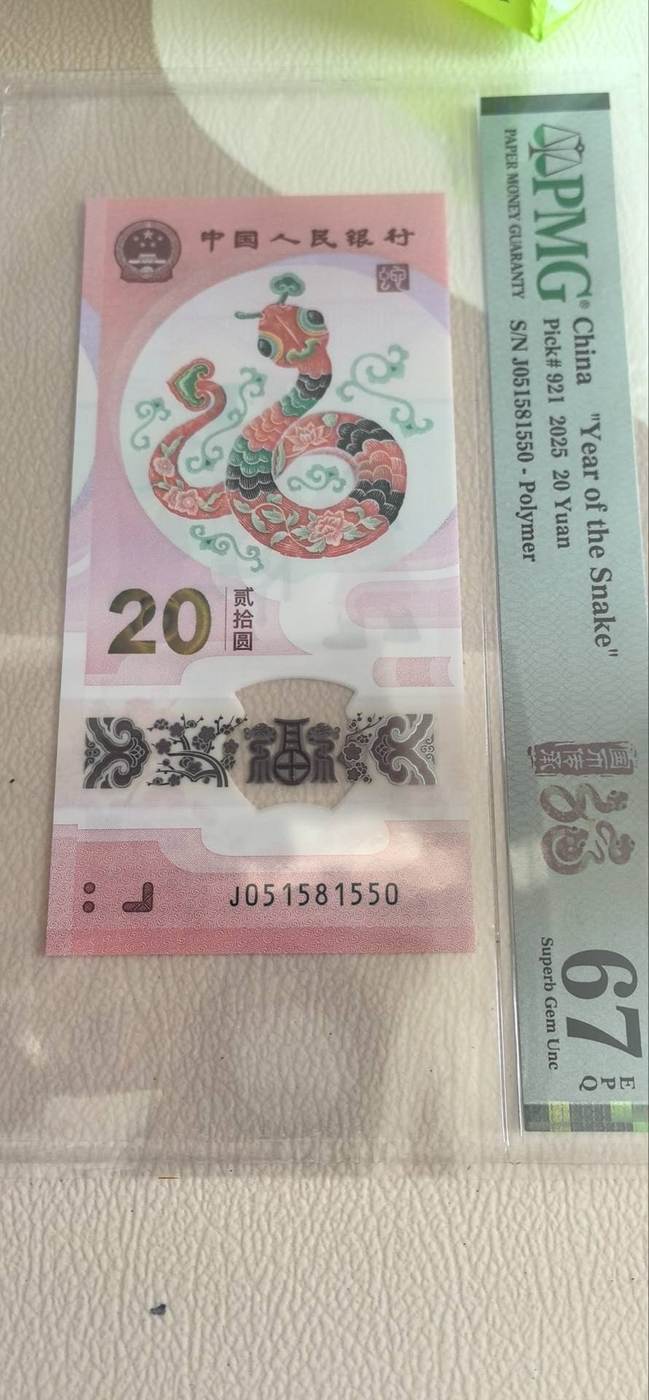 中国人民银行
20
贰拾圆
J051581550
PMG®
PAPER MONEY GUARANTY
China "Year of the Snake"
Pick# 921 2025 20 Yuan
S/N J051581550 - Polymer
67
EPQ
Superb Gem Unc